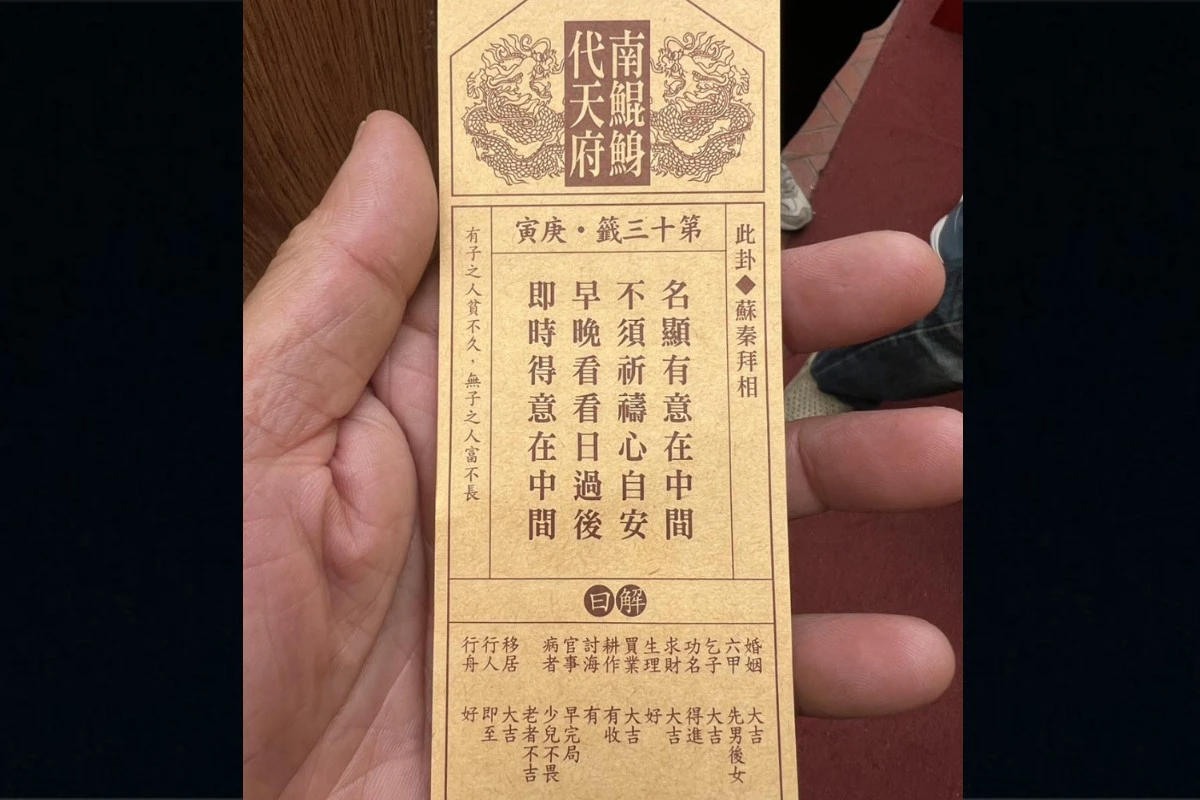 南鯤鯓
代天府
此卦◆蘇秦拜相
第十三籤・庚寅
名顯有意在中間
不須祈禱心自安
早晚看看日過後
即時得意在中間
有子之人貧不久，無子之人富不長
解曰
婚姻 大吉
六甲 先男後女
乞子 大吉
功名 得進
求財 大吉
生理 好
買業 大吉
耕作 有收
討海 有
官事 早完局
病者 少兒不畏
老者不吉
移居 大吉
行人 即至
行舟 好